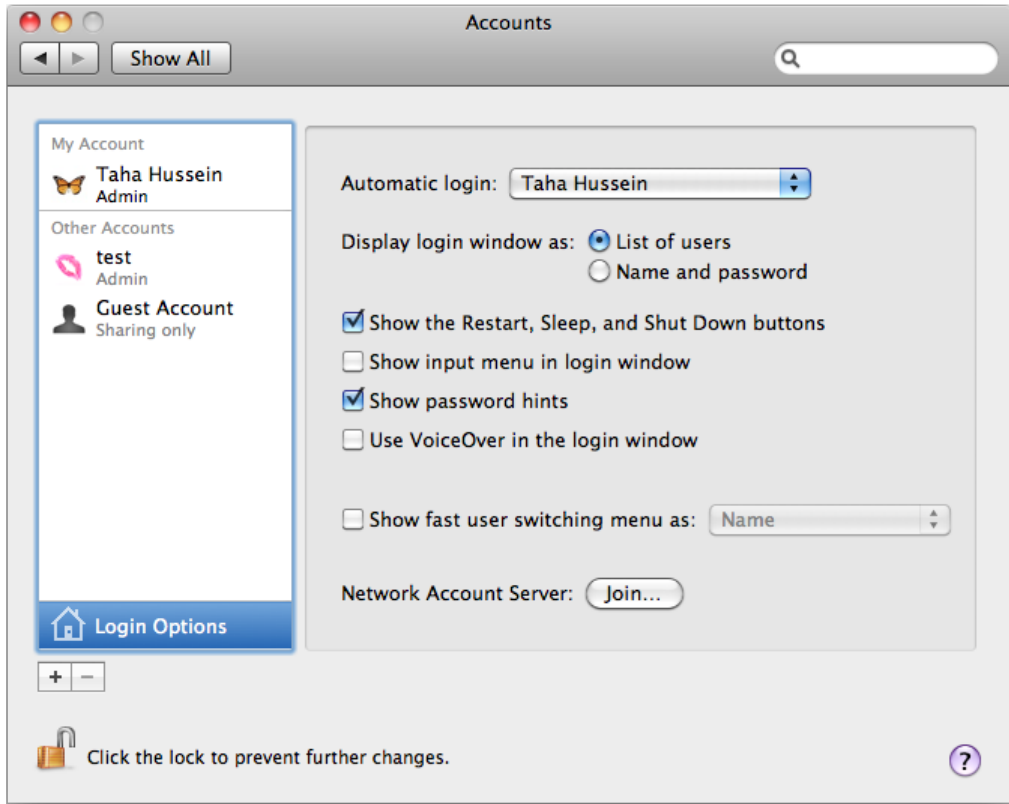 Accounts
Show All
My Account
Taha Hussein
Admin
Other Accounts
test
Admin
Guest Account
Sharing only
Login Options
Automatic login: Taha Hussein
Display login window as: List of users
Name and password
Show the Restart, Sleep, and Shut Down buttons
Show input menu in login window
Show password hints
Use VoiceOver in the login window
Show fast user switching menu as: Name
Network Account Server: Join...
+ −
Click the lock to prevent further changes.
?